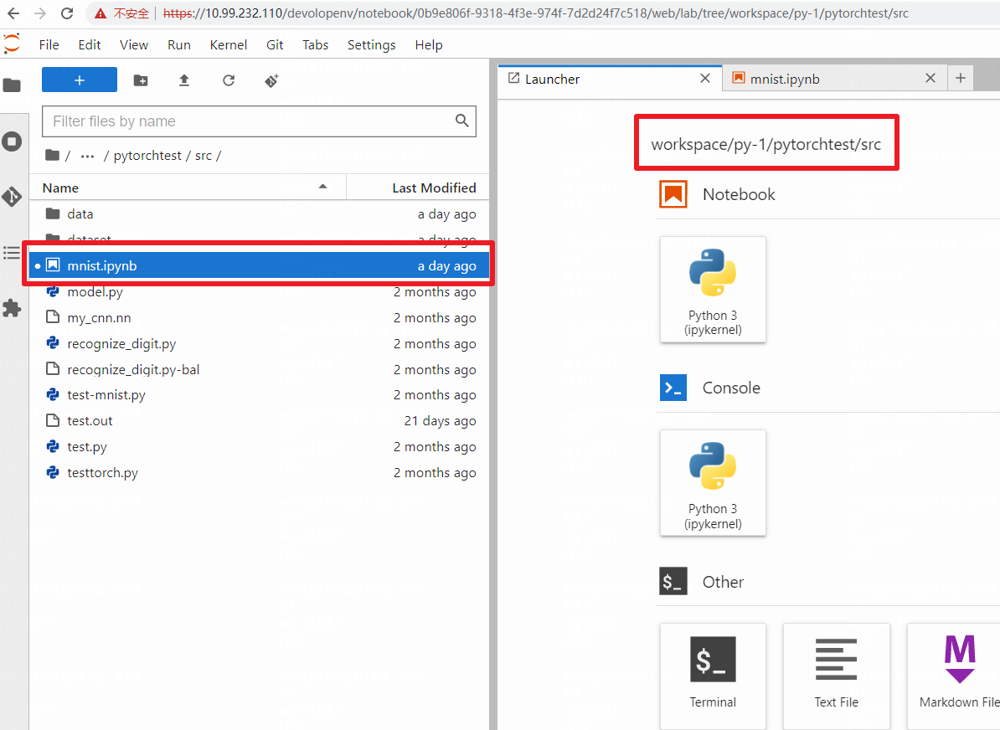 不安全 https://10.99.232.110/devolopenv/notebook/0b9e806f-9318-4f3e-974f-7d2d24f7c518/web/lab/tree/workspace/py-1/pytorchtest/src
File Edit View Run Kernel Git Tabs Settings Help
+
Filter files by name
/ ··· / pytorchtest / src /
Name Last Modified
data a day ago
dataset a day ago
mnist.ipynb a day ago
model.py 2 months ago
my_cnn.nn 2 months ago
recognize_digit.py 2 months ago
recognize_digit.py-bal 2 months ago
test-mnist.py 2 months ago
test.out 21 days ago
test.py 2 months ago
testtorch.py 2 months ago
Launcher
mnist.ipynb
+
workspace/py-1/pytorchtest/src
Notebook
Python 3
(ipykernel)
Console
Python 3
(ipykernel)
$_ Other
$_
Terminal
Text File
M
Markdown File